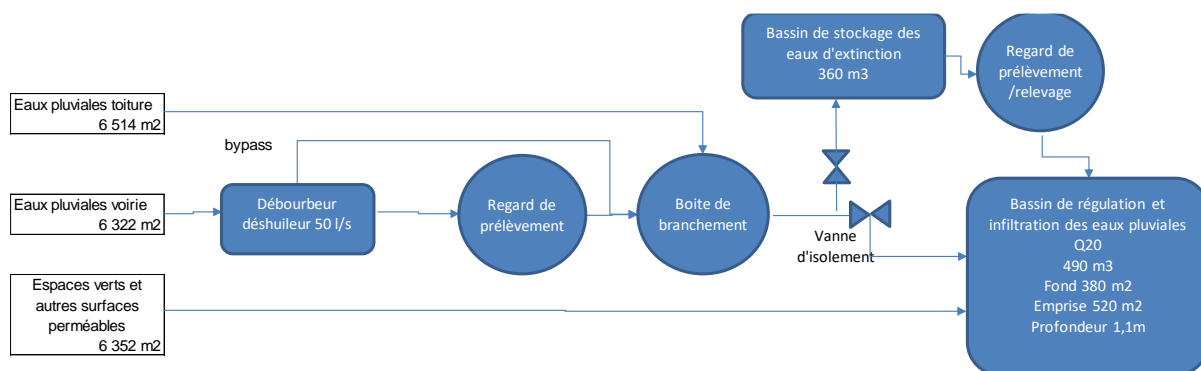 Bassin de stockage des
eaux d'extinction
360 m3
Regard de
prélèvement
/relevage
Eaux pluviales toiture
6 514 m2
bypass
Eaux pluviales voirie
6 322 m2
Débourbeur
déshuileur 50 l/s
Regard de
prélèvement
Boite de
branchement
Vanne
d'isolement
Bassin de régulation et
infiltration des eaux pluviales
Q20
490 m3
Fond 380 m2
Emprise 520 m2
Profondeur 1,1m
Espaces verts et
autres surfaces
perméables
6 352 m2